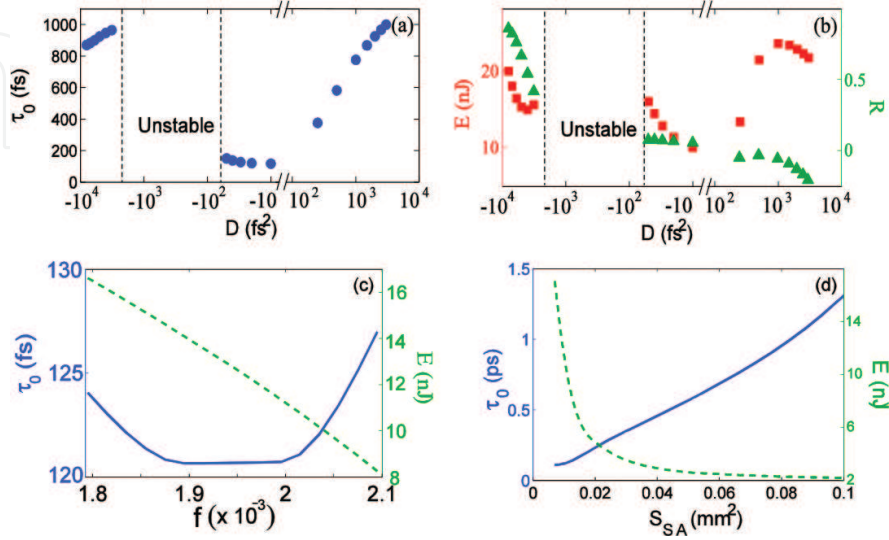 (a)
τ0 (fs)
1000
800
600
400
200
0
Unstable
-10^4
-10^3
-10^2
-10^1
10^2
10^3
10^4
D (fs^2)
(b)
E (nJ)
20
10
R
0.5
0
Unstable
-10^4
-10^3
-10^2
-10^1
10^2
10^3
10^4
D (fs^2)
(c)
τ0 (fs)
130
125
120
E (nJ)
16
14
12
10
8
1.8
1.9
2
2.1
f (x 10^-3)
(d)
τ0 (ps)
1.5
1
0.5
0
E (nJ)
14
10
6
2
0
0.02
0.04
0.06
0.08
0.1
S_SA (mm^2)